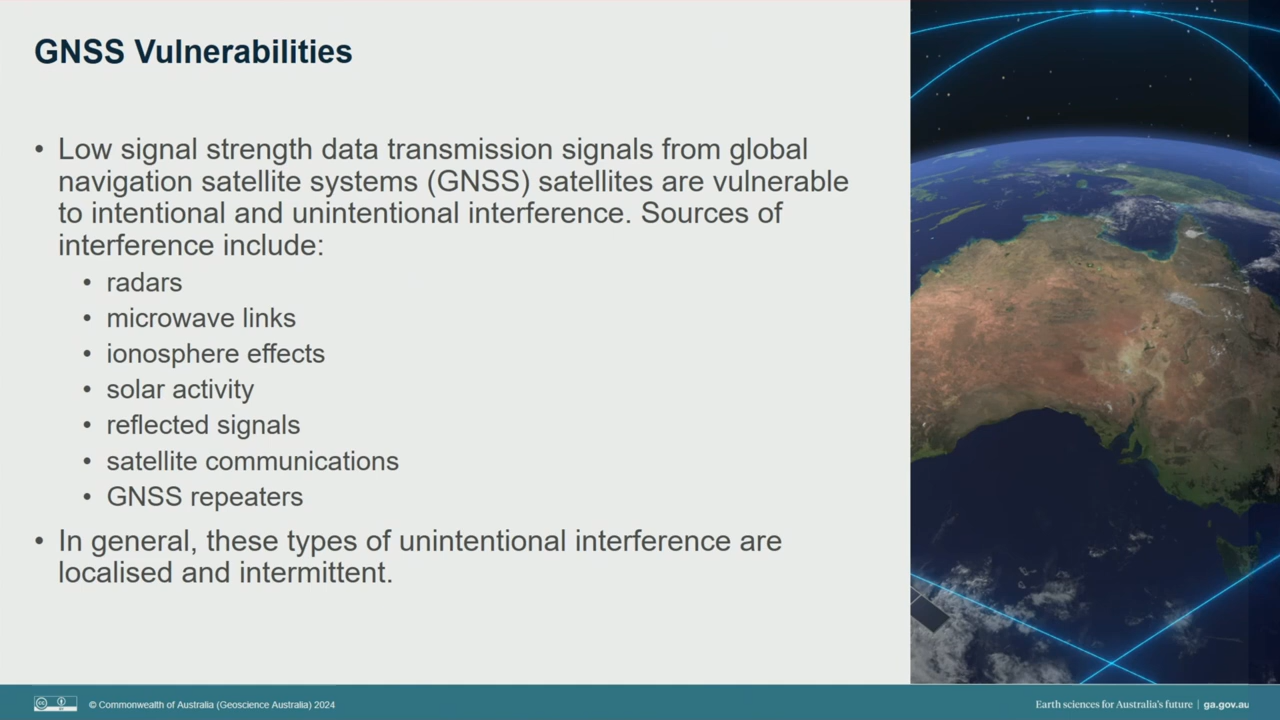 GNSS Vulnerabilities
• Low signal strength data transmission signals from global
navigation satellite systems (GNSS) satellites are vulnerable
to intentional and unintentional interference. Sources of
interference include:
• radars
• microwave links
• ionosphere effects
• solar activity
• reflected signals
• satellite communications
• GNSS repeaters
• In general, these types of unintentional interference are
localised and intermittent.
© Commonwealth of Australia (Geoscience Australia) 2024
Earth sciences for Australia's future | ga.gov.au